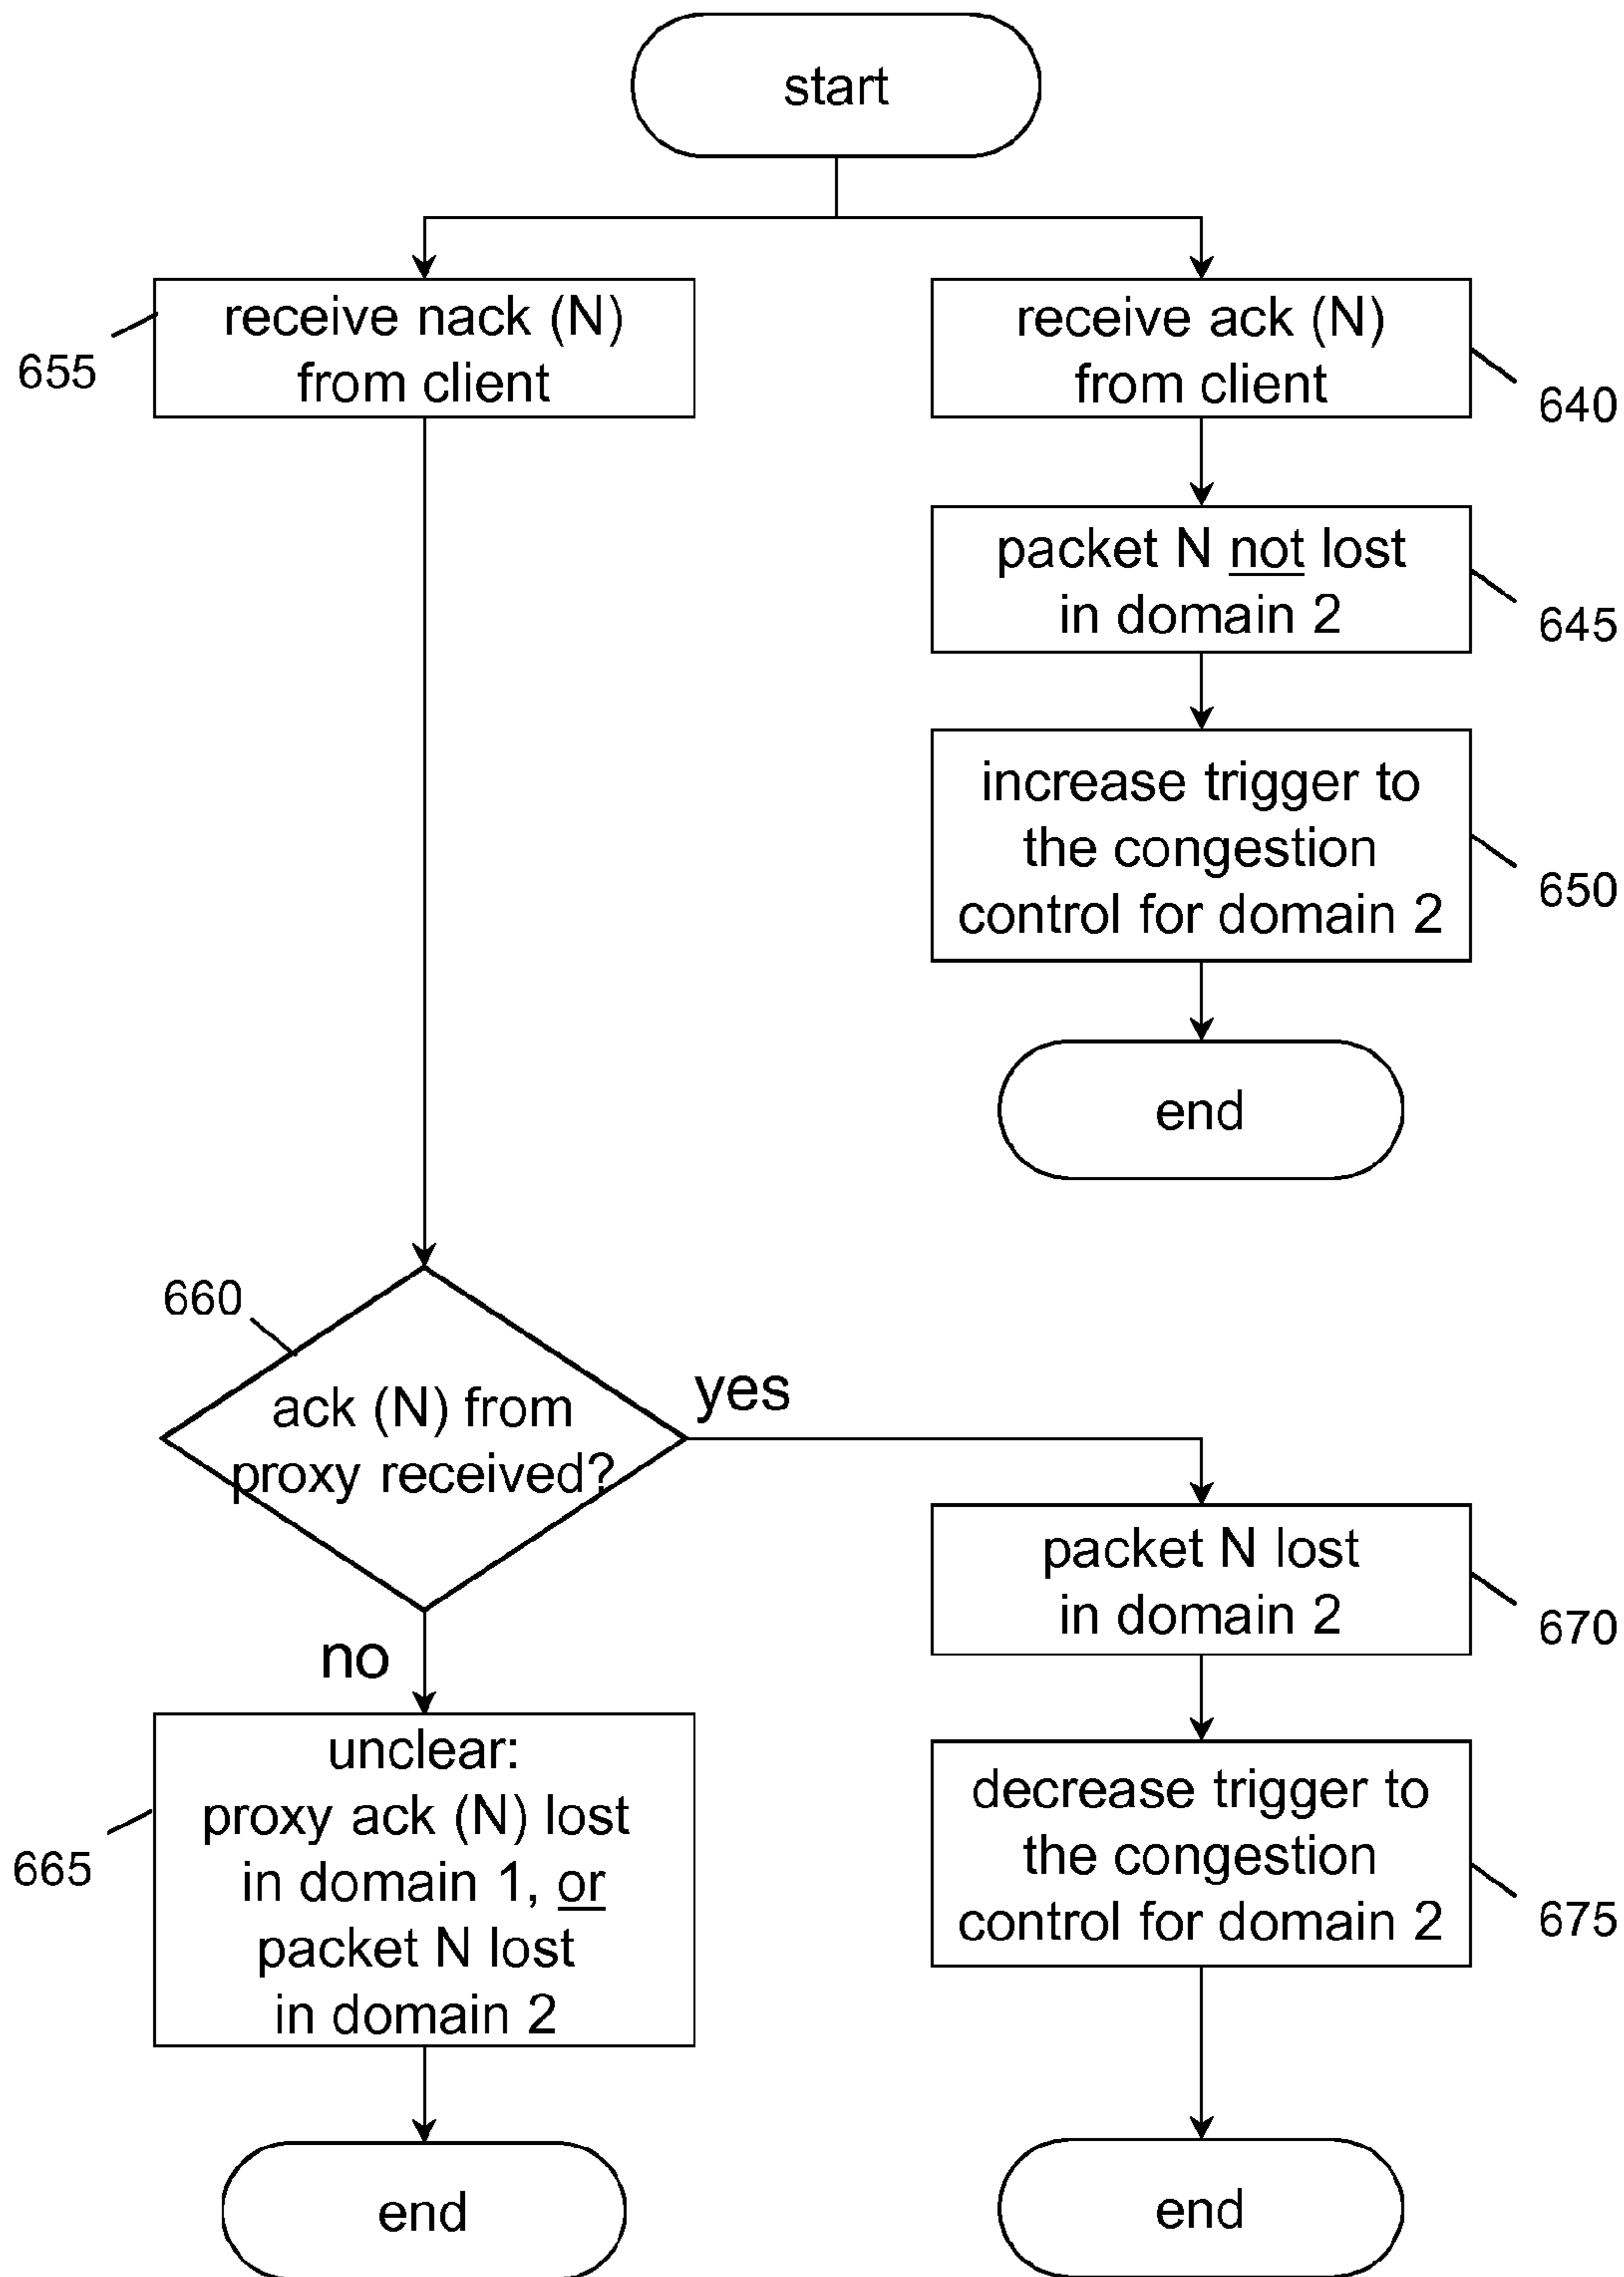 start
receive nack (N)
from client
655
receive ack (N)
from client
640
packet N not lost
in domain 2
645
increase trigger to
the congestion
control for domain 2
650
end
660
ack (N) from
proxy received?
yes
no
packet N lost
in domain 2
670
unclear:
proxy ack (N) lost
in domain 1, or
packet N lost
in domain 2
665
decrease trigger to
the congestion
control for domain 2
675
end
end